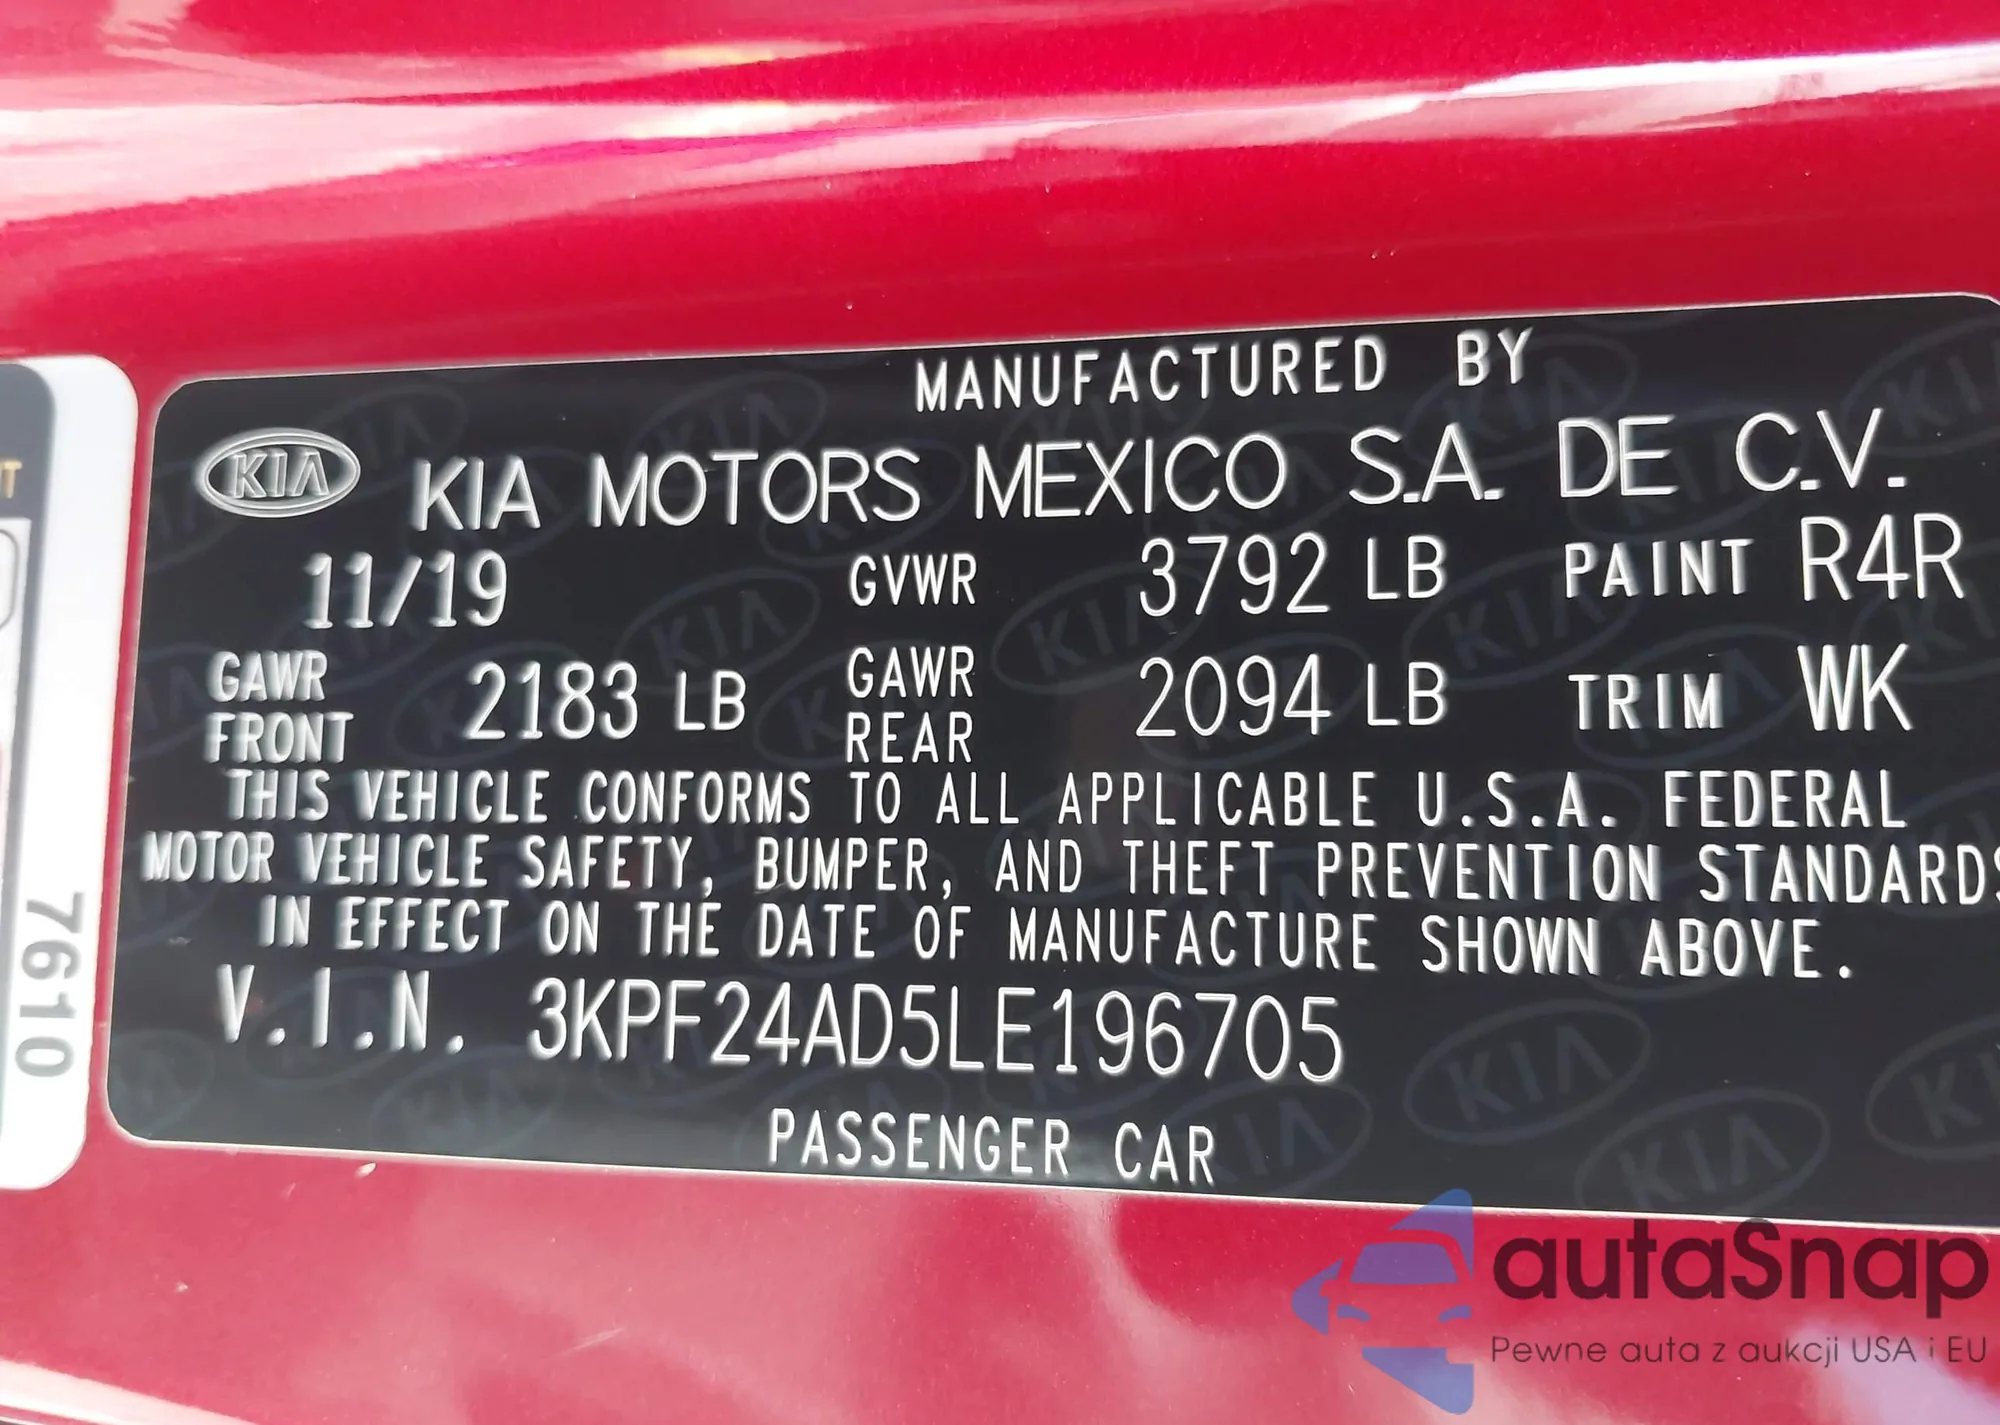 MANUFACTURED BY
KIA KIA MOTORS MEXICO S.A. DE C.V.
11/19 GVWR 3792 LB PAINT R4R
GAWR FRONT 2183 LB GAWR REAR 2094 LB TRIM WK
THIS VEHICLE CONFORMS TO ALL APPLICABLE U.S.A. FEDERAL
MOTOR VEHICLE SAFETY, BUMPER, AND THEFT PREVENTION STANDARDS
IN EFFECT ON THE DATE OF MANUFACTURE SHOWN ABOVE.
V.I.N. 3KPF24AD5LE196705
PASSENGER CAR
7610
autaSnap
Pewne auta z aukcji USA i EU